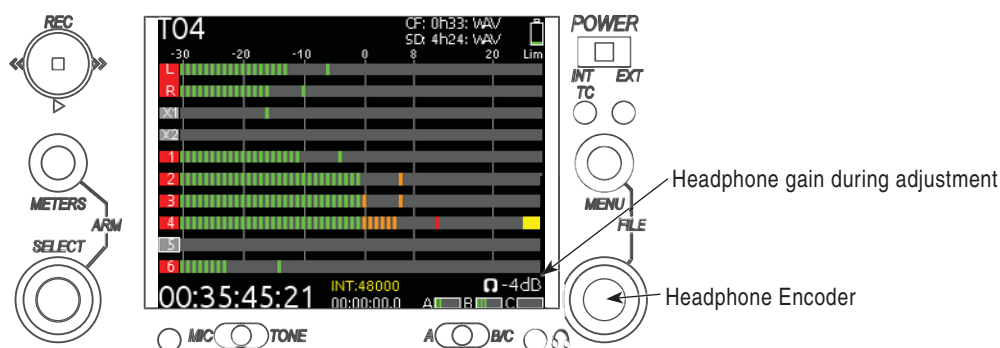 REC
T04
CF: 0h33: WAV
SD: 4h24: WAV
POWER
-30 -20 -10 0 8 20 Lim
L
R
X1
X2
1
2
3
4
5
6
INT EXT
TC
METERS
ARM
SELECT
MENU
FILE
Headphone gain during adjustment
Headphone Encoder
00:35:45:21
INT:48000
00:00:00.0
-4dB
A B C
MIC TONE
A B/C